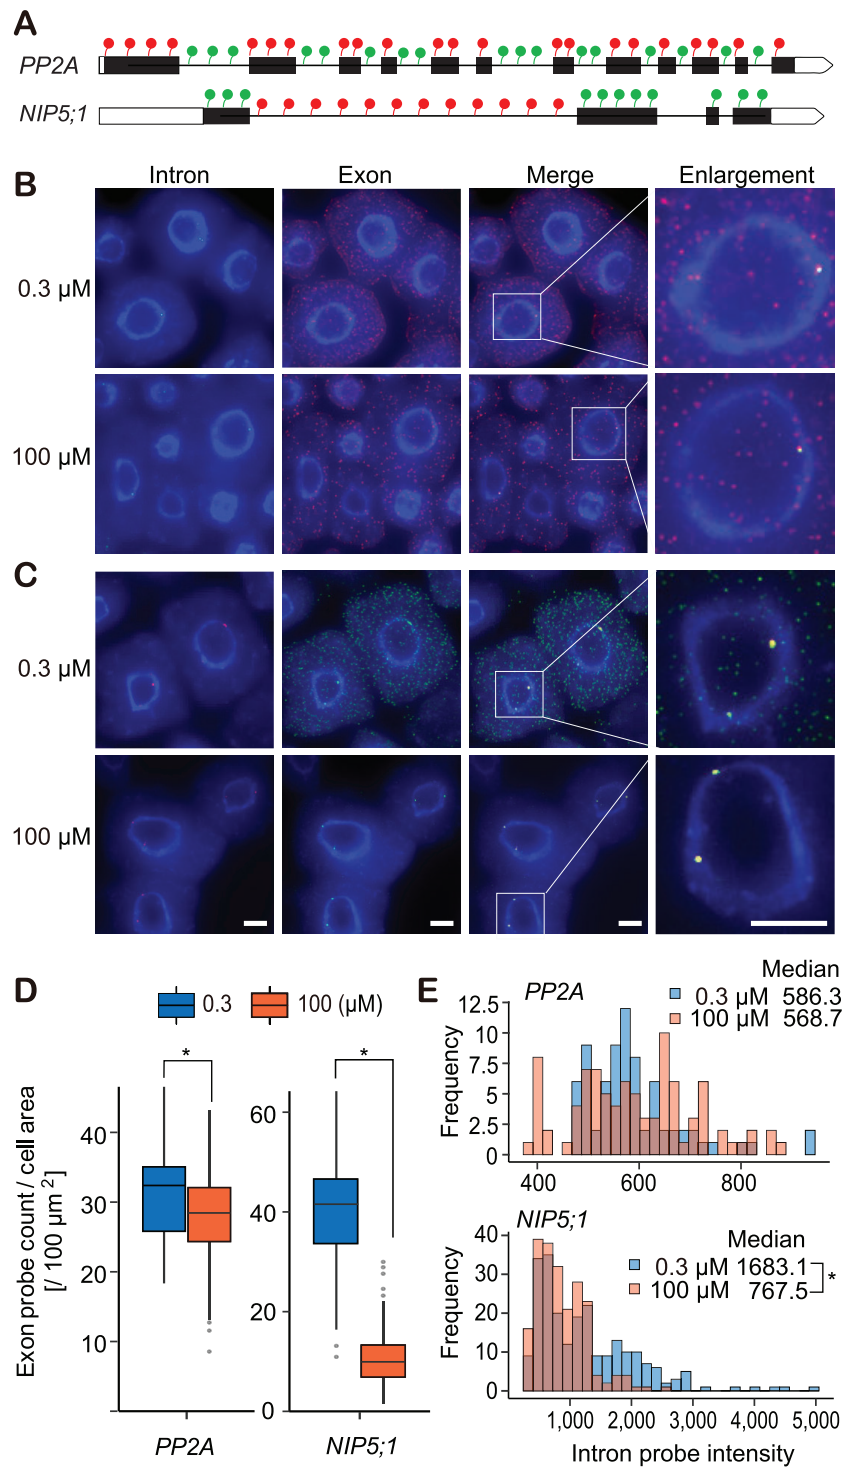 A
PP2A
NIP5;1
B
Intron Exon Merge Enlargement
0.3 µM
100 µM
C
0.3 µM
100 µM
D
0.3 100 (µM)
* *
Exon probe count / cell area
[/ 100 µm 2]
40
30
20
10
60
40
20
0
PP2A NIP5;1
E
PP2A
Median
0.3 µM 586.3
100 µM 568.7
Frequency
12.5
10
7.5
5
2.5
0
400 600 800
NIP5;1
Median
0.3 µM 1683.1
100 µM 767.5
*
Frequency
40
30
20
10
0
1,000 2,000 3,000 4,000 5,000
Intron probe intensity